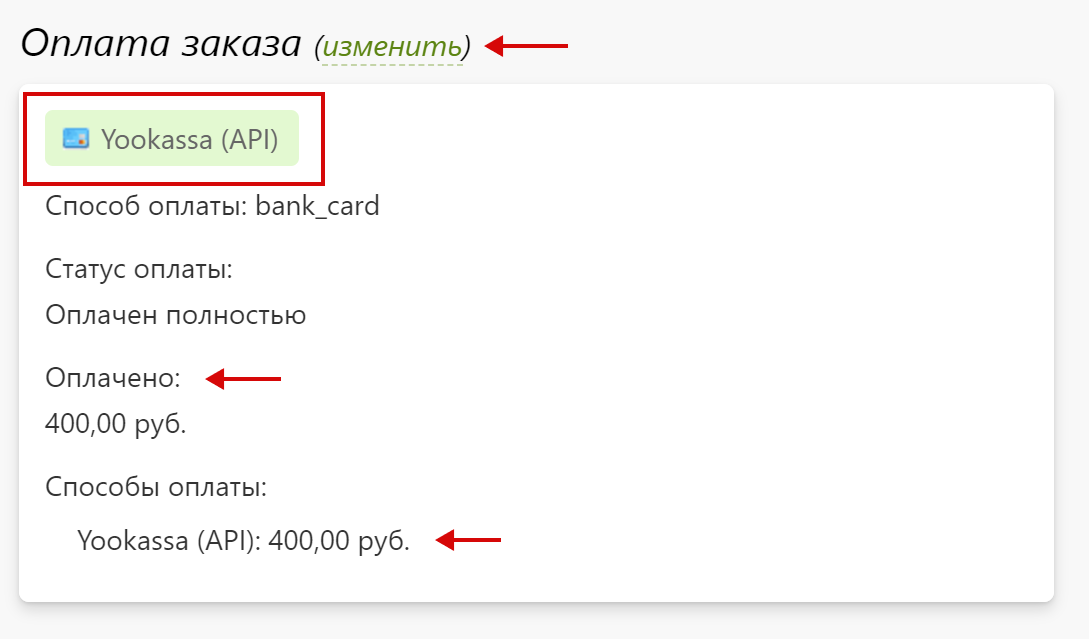 Оплата заказа (изменить)
Yookassa (API)
Способ оплаты: bank_card
Статус оплаты:
Оплачен полностью
Оплачено:
400,00 руб.
Способы оплаты:
Yookassa (API): 400,00 руб.